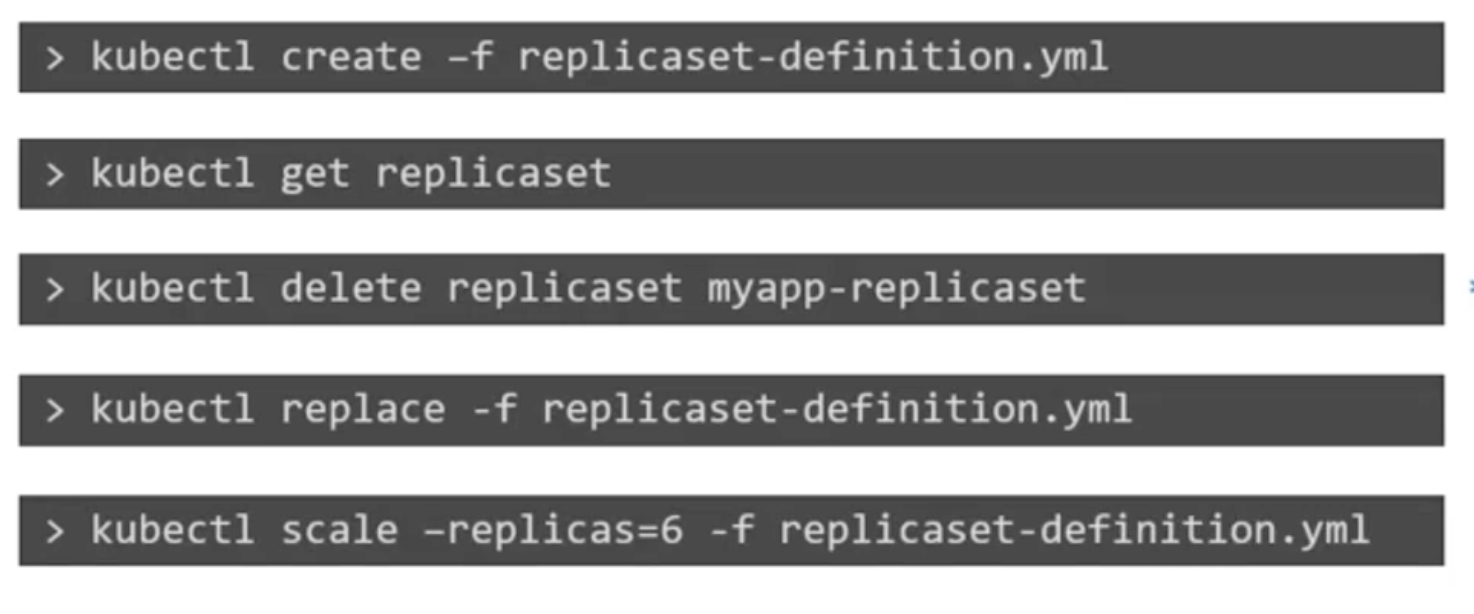 > kubectl create –f replicaset-definition.yml
> kubectl get replicaset
> kubectl delete replicaset myapp-replicaset
> kubectl replace -f replicaset-definition.yml
> kubectl scale –replicas=6 -f replicaset-definition.yml